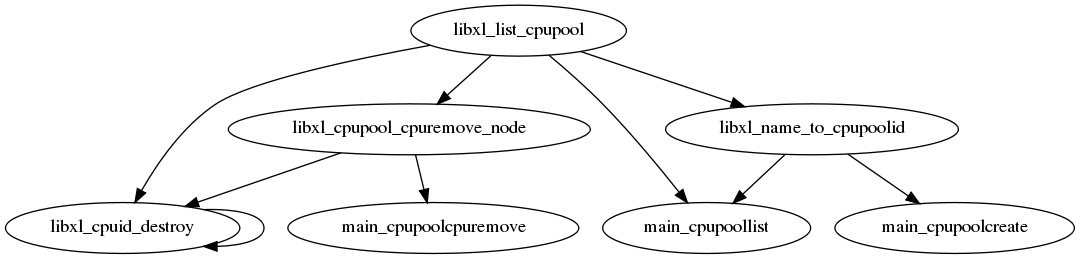 libxl_list_cpupool
libxl_cpupool_cpuremove_node
libxl_name_to_cpupoolid
libxl_cpuid_destroy
main_cpupoolcpuremove
main_cpupoollist
main_cpupoolcreate